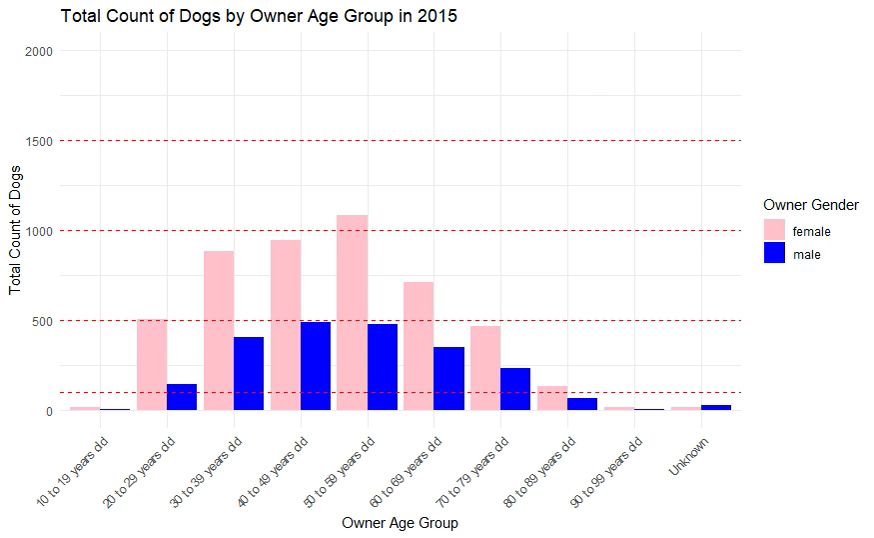 Total Count of Dogs by Owner Age Group in 2015
Total Count of Dogs
2000
1500
1000
500
0
10 to 19 years dd
20 to 29 years dd
30 to 39 years dd
40 to 49 years dd
50 to 59 years dd
60 to 69 years dd
70 to 79 years dd
80 to 89 years dd
90 to 99 years dd
Unknown
Owner Age Group
Owner Gender
female
male